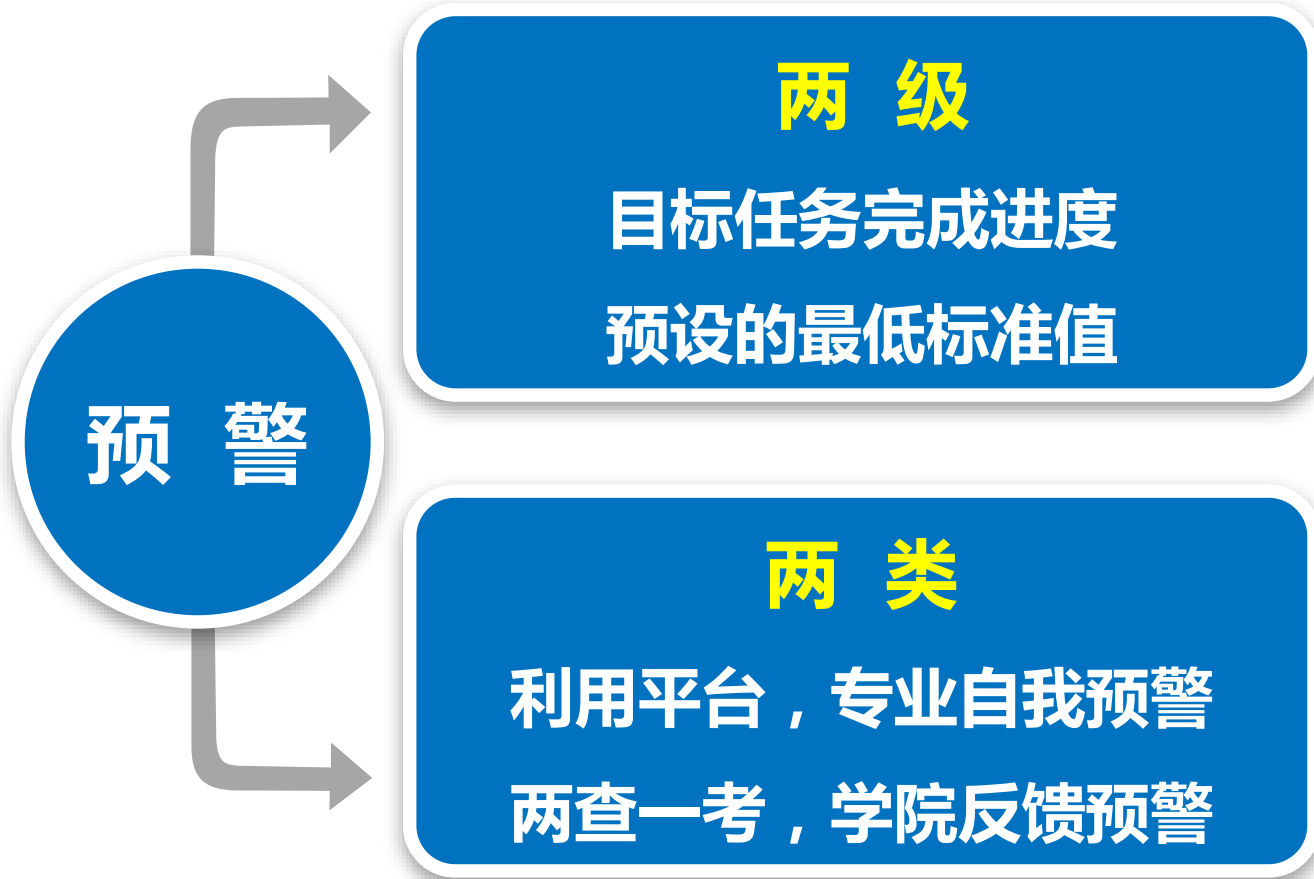 两 级
目标任务完成进度
预设的最低标准值
预 警
两 类
利用平台，专业自我预警
两查一考，学院反馈预警